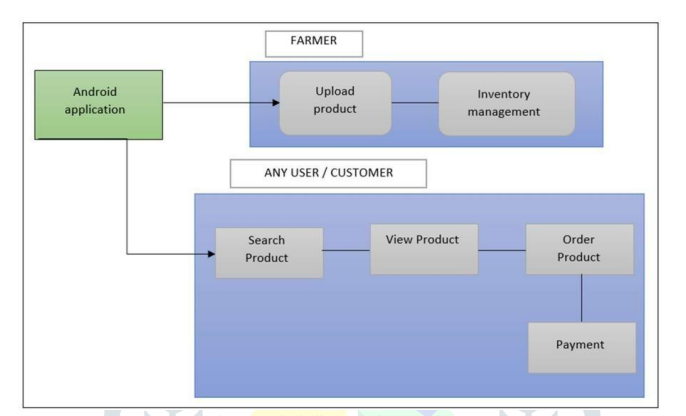 FARMER
Android
application
Upload
product
Inventory
management
ANY USER / CUSTOMER
Search
Product
View Product
Order
Product
Payment